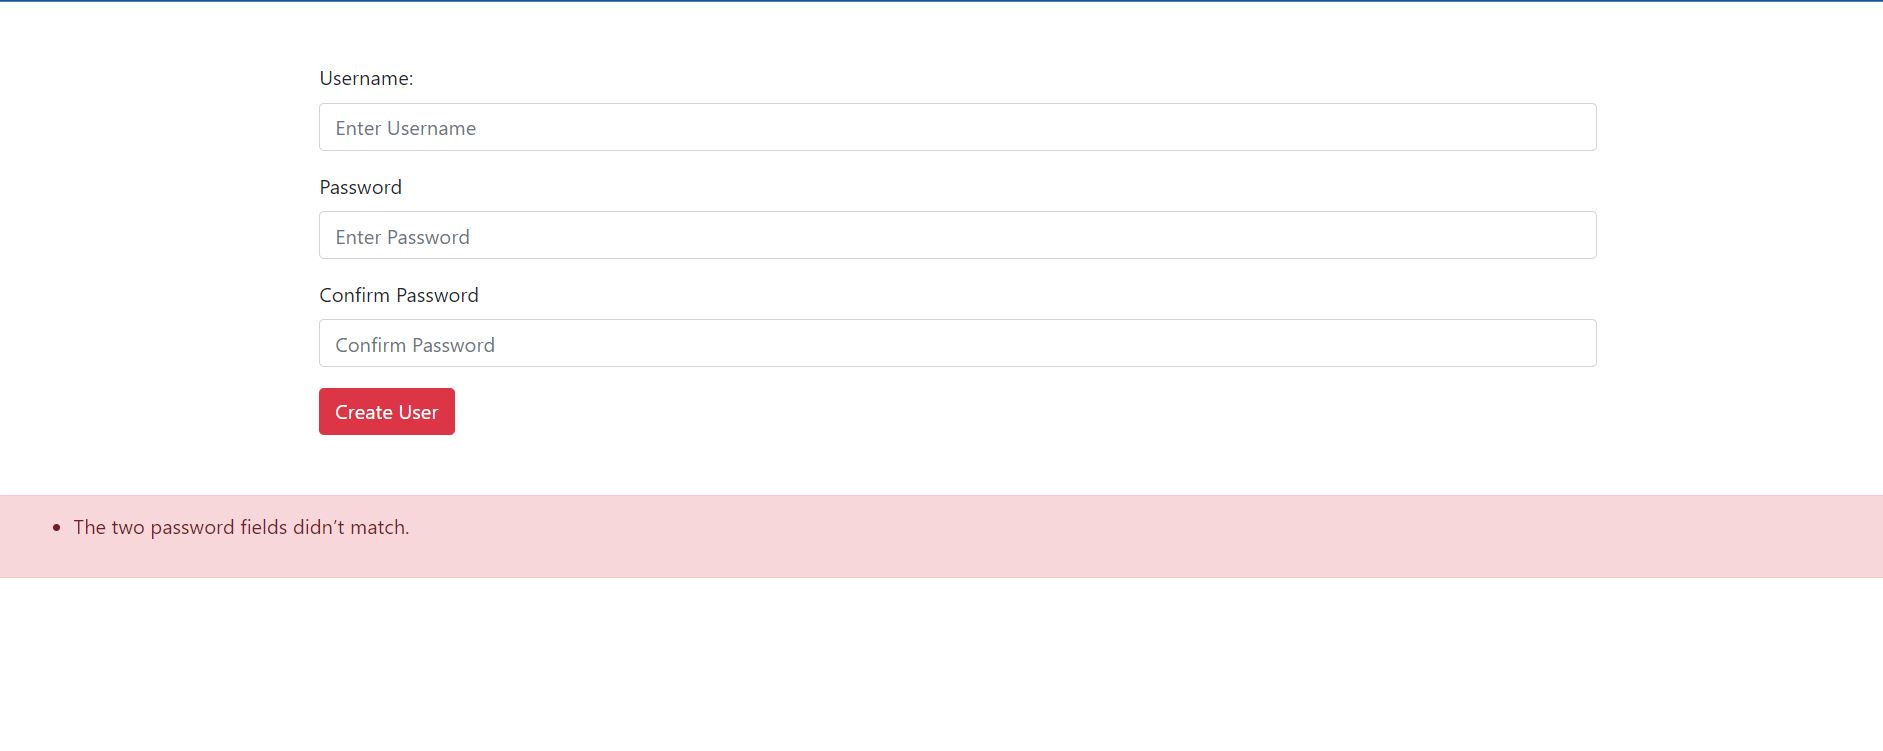 Username:
Enter Username
Password
Enter Password
Confirm Password
Confirm Password
Create User
• The two password fields didn’t match.